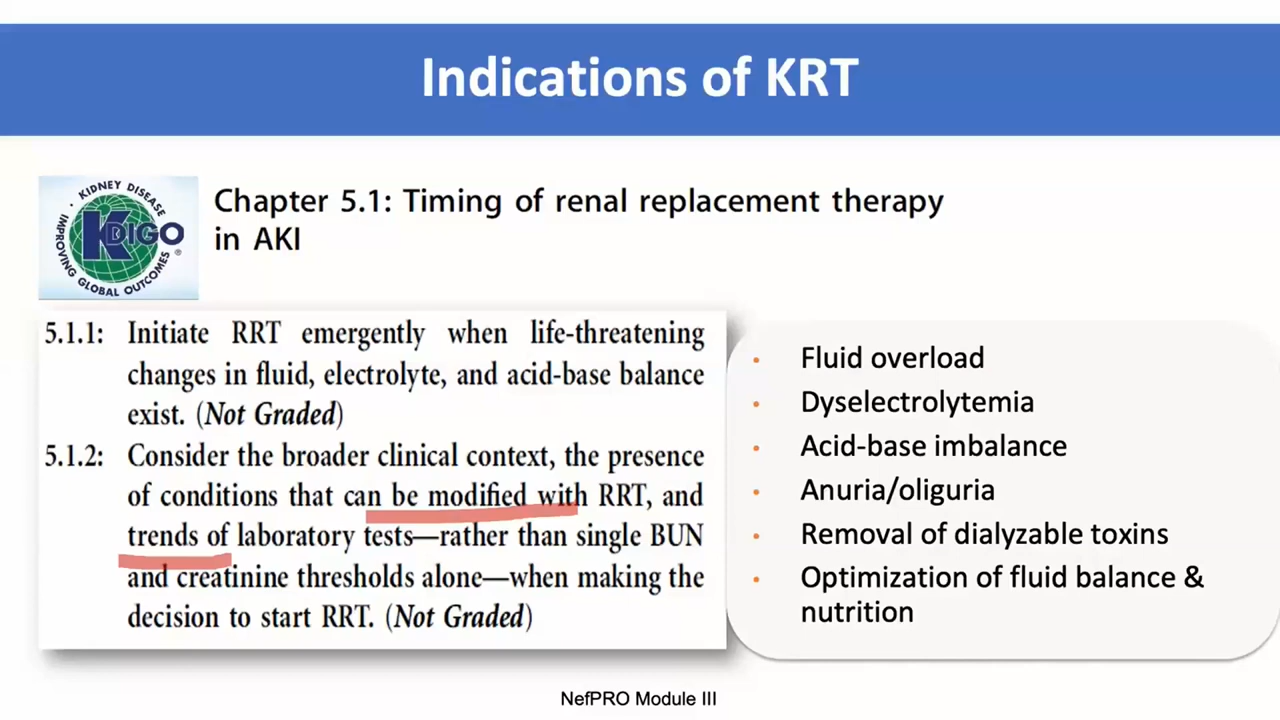 Indications of KRT
KIDNEY DISEASE
KDIGO
®
IMPROVING GLOBAL OUTCOMES
Chapter 5.1: Timing of renal replacement therapy
in AKI
5.1.1: Initiate RRT emergently when life-threatening
changes in fluid, electrolyte, and acid-base balance
exist. (Not Graded)
5.1.2: Consider the broader clinical context, the presence
of conditions that can be modified with RRT, and
trends of laboratory tests—rather than single BUN
and creatinine thresholds alone—when making the
decision to start RRT. (Not Graded)
• Fluid overload
• Dyselectrolytemia
• Acid-base imbalance
• Anuria/oliguria
• Removal of dialyzable toxins
• Optimization of fluid balance &
nutrition
NefPRO Module III